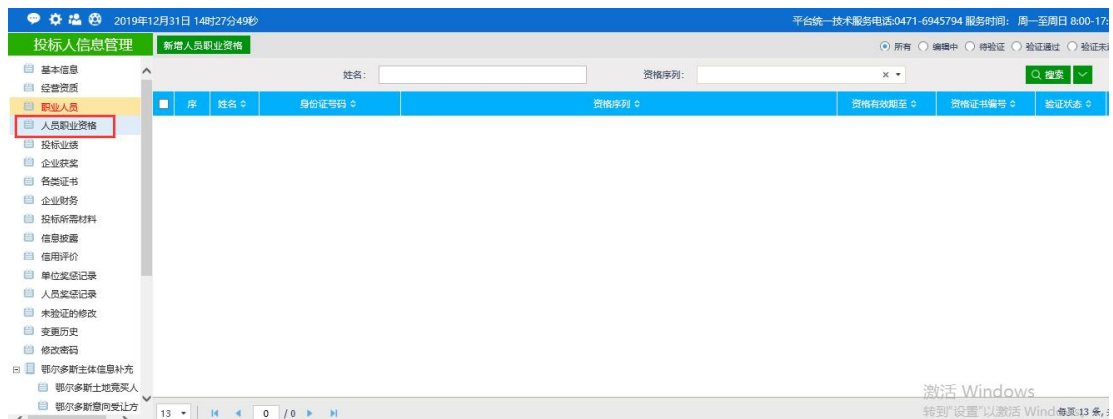 2019年12月31日 14时27分49秒 平台统一技术服务电话:0471-6945794 服务时间: 周一至周日 8:00-17:
投标人信息管理 新增人员职业资格 所有 编辑中 待验证 验证通过 验证未
基本信息
姓名: 资格序列: 搜索
经营资质
职业人员 序 姓名 身份证号码 资格序列 资格有效期至 资格证书编号 验证状态
人员职业资格
投标业绩
企业获奖
各类证书
企业财务
投标所需材料
信息披露
信用评价
单位奖惩记录
人员奖惩记录
未验证的修改
变更历史
修改密码
鄂尔多斯主体信息补充
鄂尔多斯土地竞买人
激活 Windows
鄂尔多斯意向受让方 13 0 / 0 转到"设置"以激活 Wind 每页 13 条,